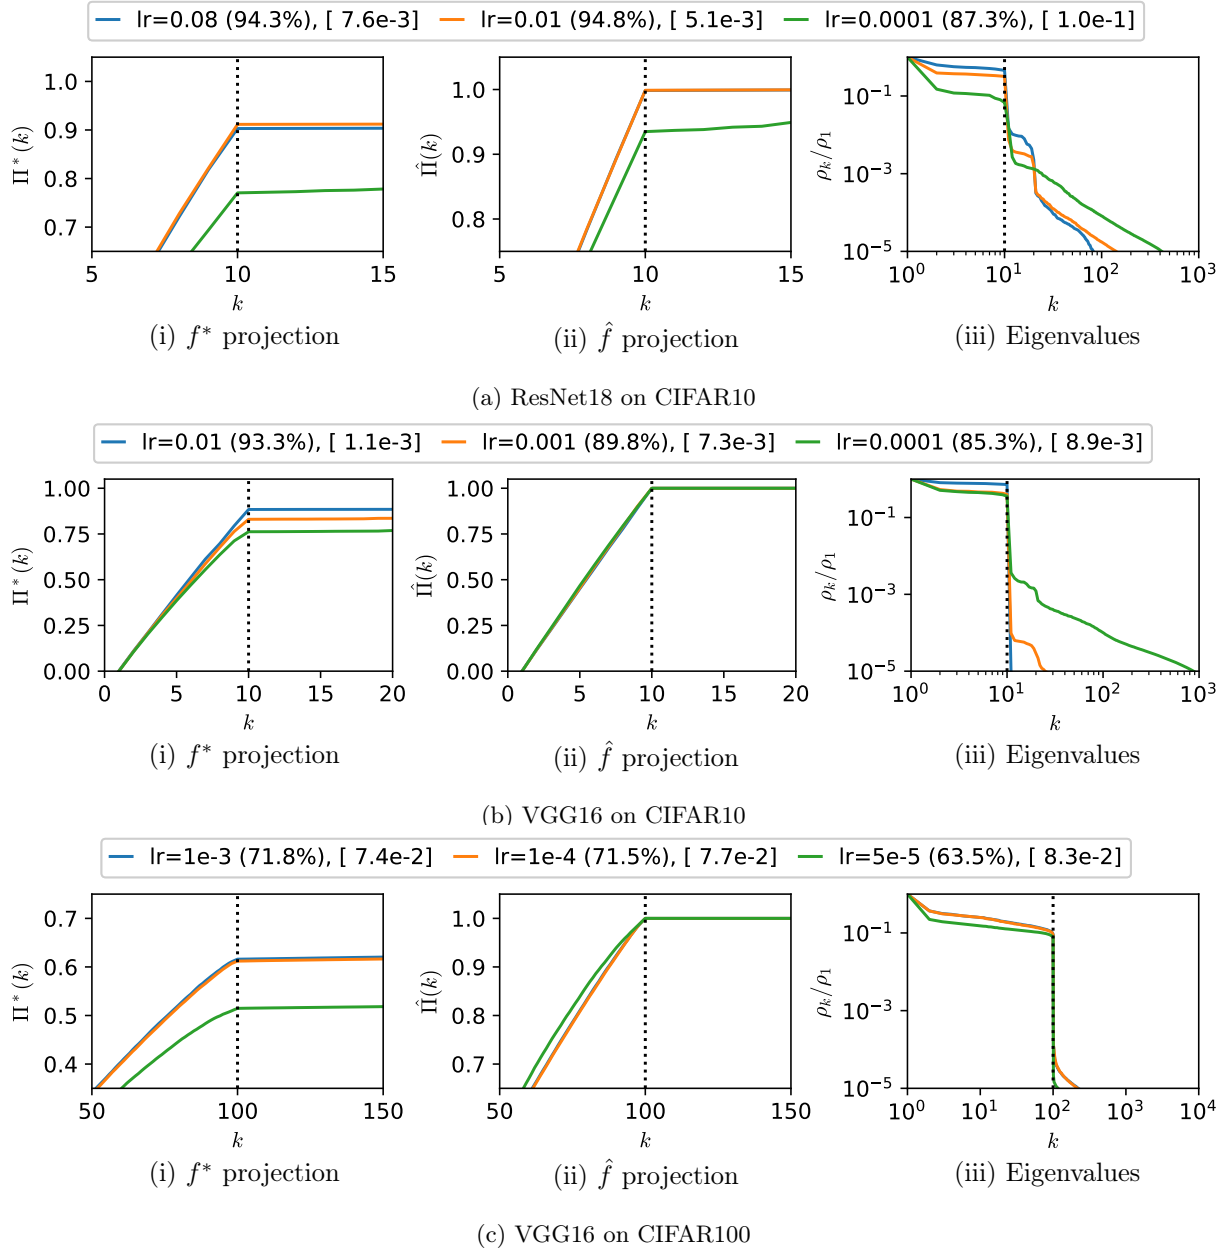 lr=0.08 (94.3%), [ 7.6e-3] lr=0.01 (94.8%), [ 5.1e-3] lr=0.0001 (87.3%), [ 1.0e-1]
Π*(k)
1.0
0.9
0.8
0.7
5 10 15
k
(i) f* projection
Π̂(k)
1.0
0.9
0.8
5 10 15
k
(ii) f̂ projection
ρk/ρ1
10⁻¹
10⁻³
10⁻⁵
10⁰ 10¹ 10² 10³
k
(iii) Eigenvalues
(a) ResNet18 on CIFAR10
lr=0.01 (93.3%), [ 1.1e-3] lr=0.001 (89.8%), [ 7.3e-3] lr=0.0001 (85.3%), [ 8.9e-3]
Π*(k)
1.00
0.75
0.50
0.25
0.00
0 5 10 15 20
k
(i) f* projection
Π̂(k)
1.00
0.75
0.50
0.25
0.00
0 5 10 15 20
k
(ii) f̂ projection
ρk/ρ1
10⁻¹
10⁻³
10⁻⁵
10⁰ 10¹ 10² 10³
k
(iii) Eigenvalues
(b) VGG16 on CIFAR10
lr=1e-3 (71.8%), [ 7.4e-2] lr=1e-4 (71.5%), [ 7.7e-2] lr=5e-5 (63.5%), [ 8.3e-2]
Π*(k)
0.7
0.6
0.5
0.4
50 100 150
k
(i) f* projection
Π̂(k)
1.0
0.9
0.8
0.7
50 100 150
k
(ii) f̂ projection
ρk/ρ1
10⁻¹
10⁻³
10⁻⁵
10⁰ 10¹ 10² 10³ 10⁴
k
(iii) Eigenvalues
(c) VGG16 on CIFAR100